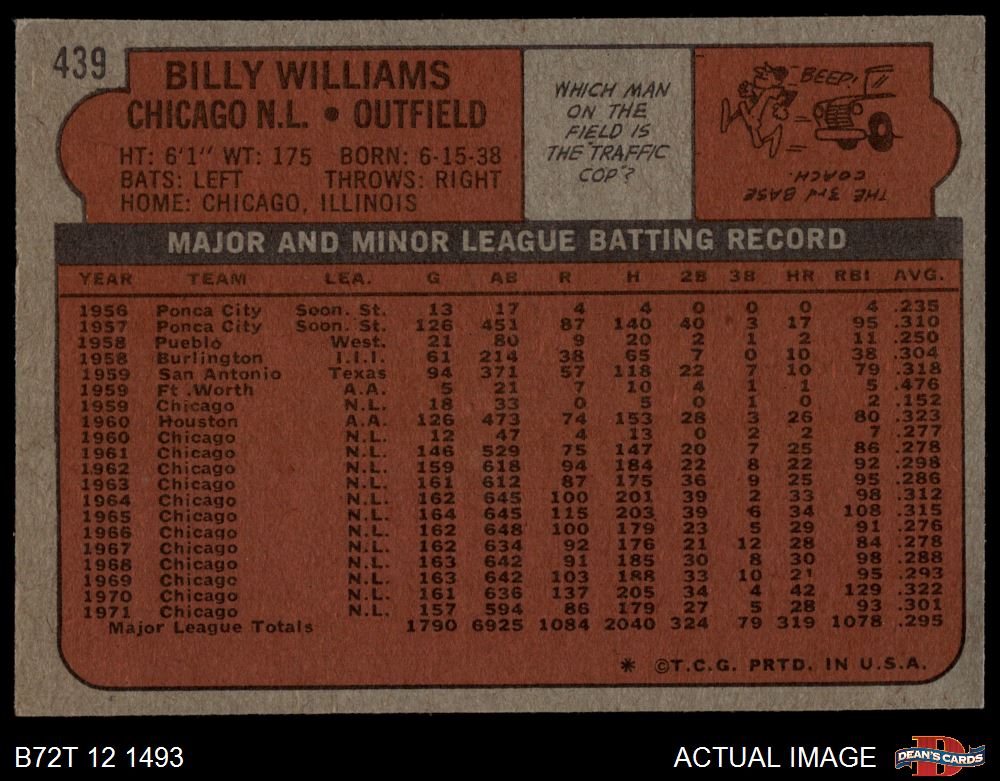 439
BILLY WILLIAMS
CHICAGO N.L. • OUTFIELD
HT: 6'1" WT: 175 BORN: 6-15-38
BATS: LEFT THROWS: RIGHT
HOME: CHICAGO, ILLINOIS
WHICH MAN
ON THE
FIELD IS
THE "TRAFFIC
COP"?
BEEP!
THE 3rd BASE
COACH.
MAJOR AND MINOR LEAGUE BATTING RECORD
YEAR TEAM LEA. G AB R H 2B 3B HR RBI AVG.
1956 Ponca City Soon. St. 13 17 4 4 0 0 0 4 .235
1957 Ponca City Soon. St. 126 451 87 140 40 3 17 95 .310
1958 Pueblo West. 21 80 9 20 2 1 2 11 .250
1958 Burlington I.I.I. 61 214 38 65 7 0 10 38 .304
1959 San Antonio Texas 94 371 57 118 22 7 10 79 .318
1959 Ft .Worth A.A. 5 21 7 10 4 1 1 5 .476
1959 Chicago N.L. 18 33 0 5 0 1 0 2 .152
1960 Houston A.A. 126 473 74 153 28 3 26 80 .323
1960 Chicago N.L. 12 47 4 13 0 2 2 7 .277
1961 Chicago N.L. 146 529 75 147 20 7 25 86 .278
1962 Chicago N.L. 159 618 94 184 22 8 22 92 .298
1963 Chicago N.L. 161 612 87 175 36 9 25 95 .286
1964 Chicago N.L. 162 645 100 201 39 2 33 98 .312
1965 Chicago N.L. 164 645 115 203 39 6 34 108 .315
1966 Chicago N.L. 162 648 100 179 23 5 29 91 .276
1967 Chicago N.L. 162 634 92 176 21 12 28 84 .278
1968 Chicago N.L. 163 642 91 185 30 8 30 98 .288
1969 Chicago N.L. 163 642 103 188 33 10 21 95 .293
1970 Chicago N.L. 161 636 137 205 34 4 42 129 .322
1971 Chicago N.L. 157 594 86 179 27 5 28 93 .301
Major League Totals 1790 6925 1084 2040 324 79 319 1078 .295
* ©T.C.G. PRTD. IN U.S.A.
B72T 12 1493
ACTUAL IMAGE
D
DEAN'S CARDS